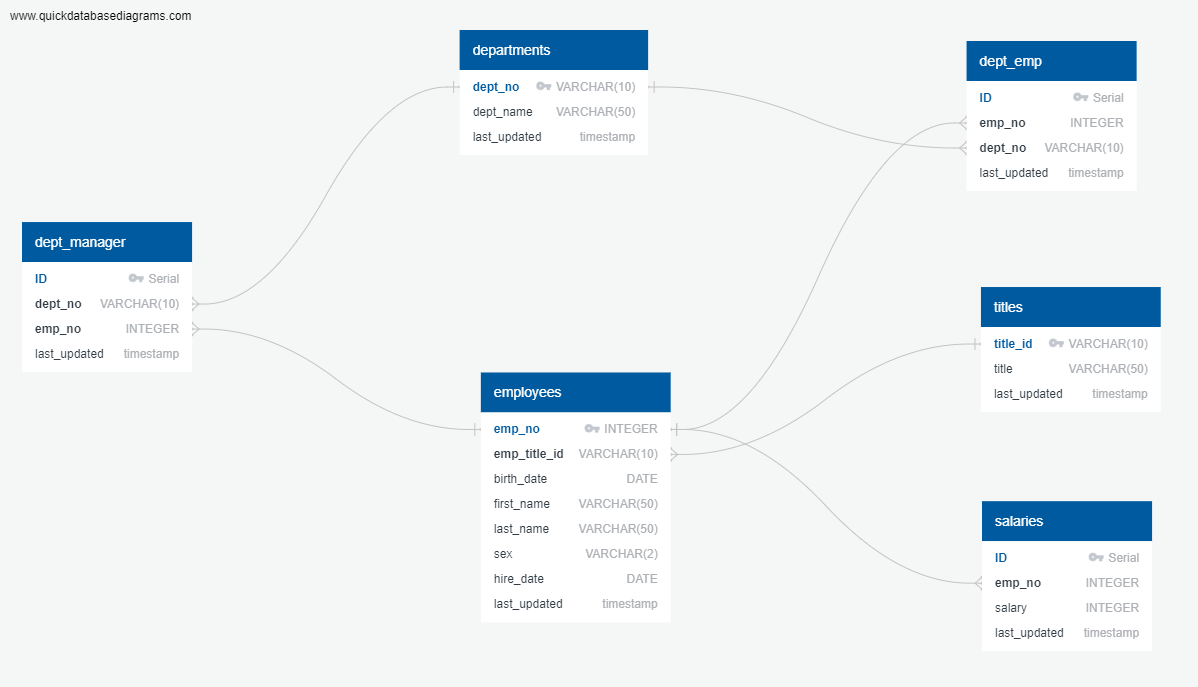 www.quickdatabasediagrams.com
departments
dept_no VARCHAR(10)
dept_name VARCHAR(50)
last_updated timestamp
dept_emp
ID Serial
emp_no INTEGER
dept_no VARCHAR(10)
last_updated timestamp
dept_manager
ID Serial
dept_no VARCHAR(10)
emp_no INTEGER
last_updated timestamp
titles
title_id VARCHAR(10)
title VARCHAR(50)
last_updated timestamp
employees
emp_no INTEGER
emp_title_id VARCHAR(10)
birth_date DATE
first_name VARCHAR(50)
last_name VARCHAR(50)
sex VARCHAR(2)
hire_date DATE
last_updated timestamp
salaries
ID Serial
emp_no INTEGER
salary INTEGER
last_updated timestamp